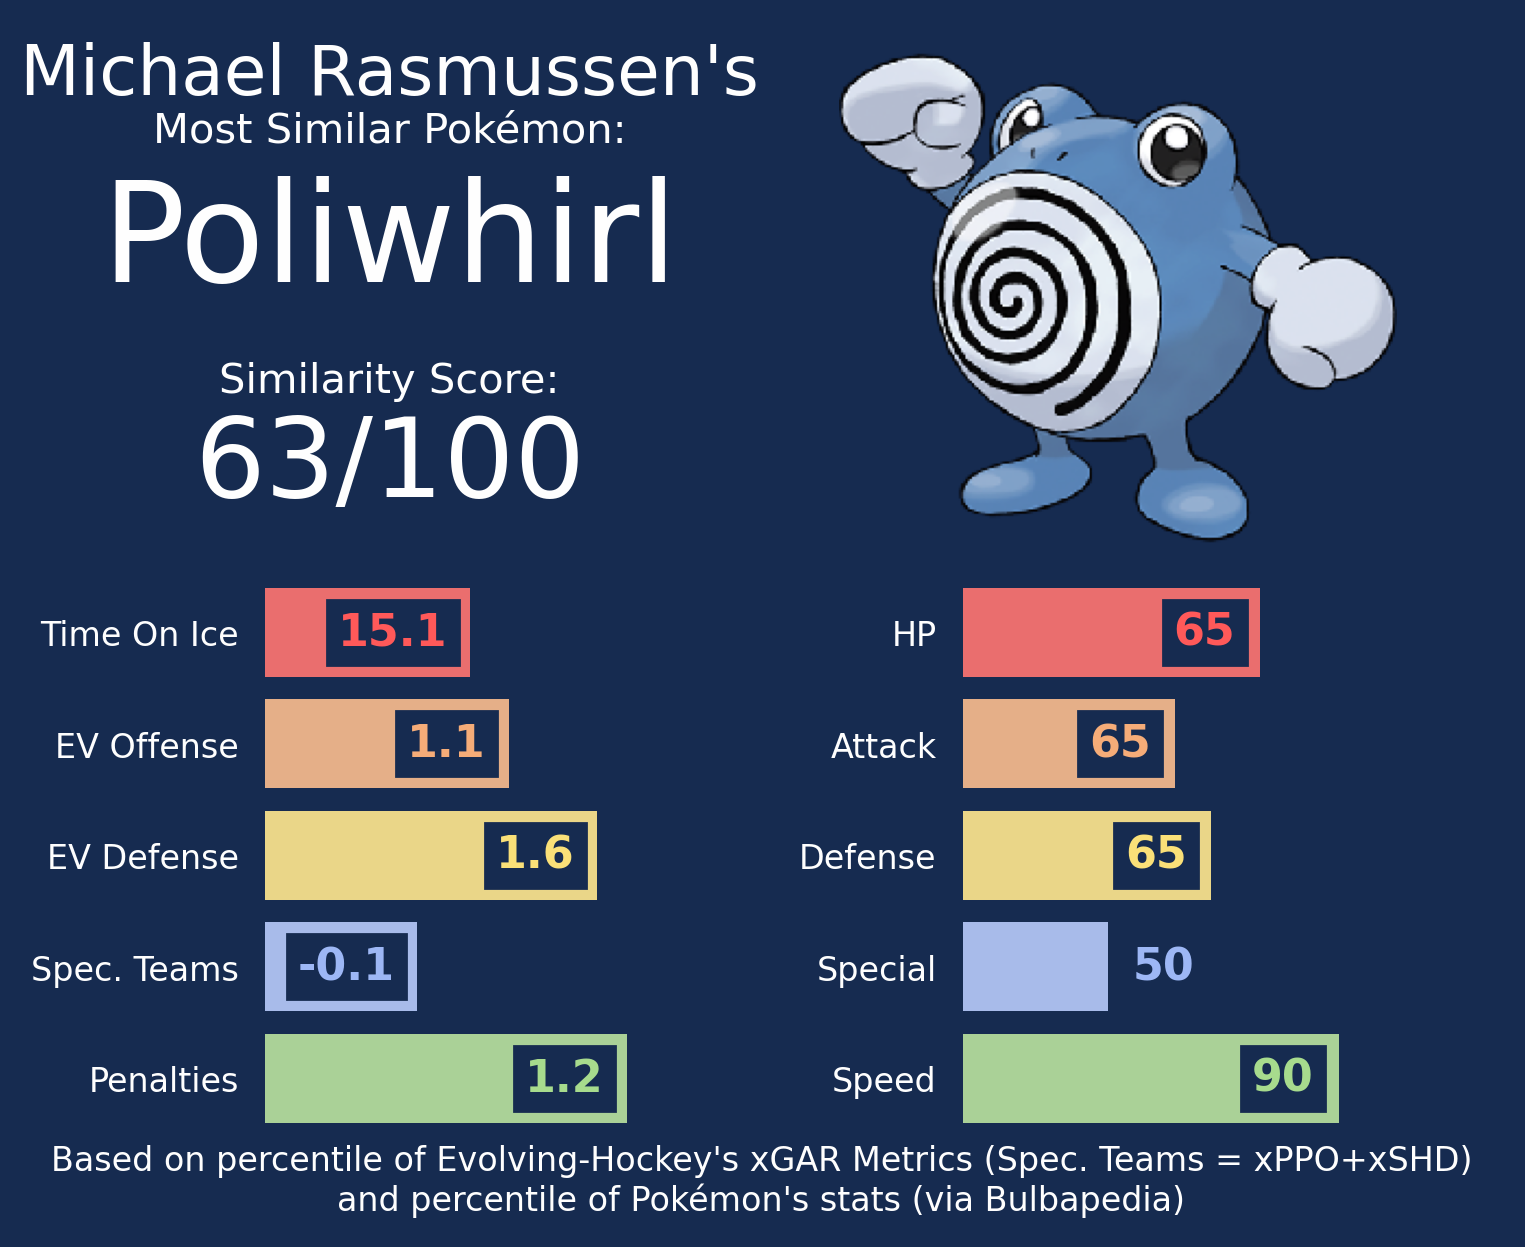 Michael Rasmussen's
Most Similar Pokémon:
Poliwhirl
Similarity Score:
63/100
Time On Ice 15.1
EV Offense 1.1
EV Defense 1.6
Spec. Teams -0.1
Penalties 1.2
HP 65
Attack 65
Defense 65
Special 50
Speed 90
Based on percentile of Evolving-Hockey's xGAR Metrics (Spec. Teams = xPPO+xSHD)
and percentile of Pokémon's stats (via Bulbapedia)